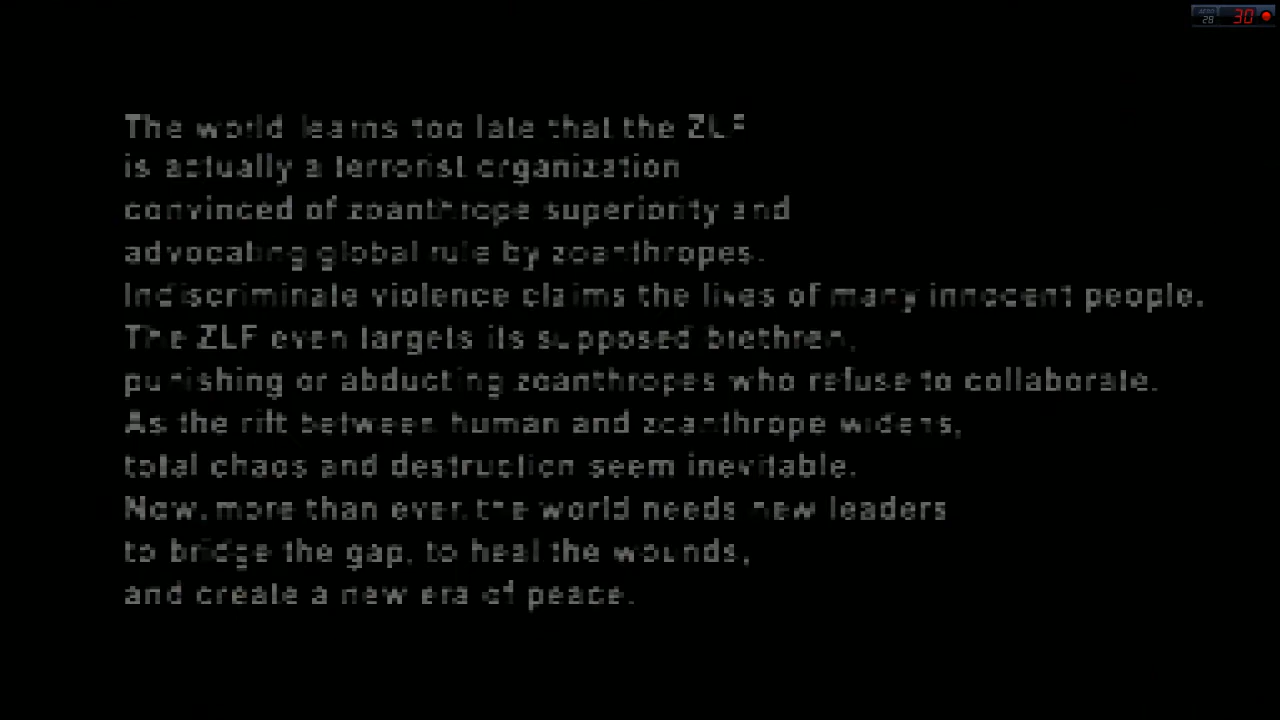 AERO
28 30
The world learns too late that the ZLF
is actually a terrorist organization
convinced of zoanthrope superiority and
advocating global rule by zoanthropes.
Indiscriminate violence claims the lives of many innocent people.
The ZLF even targets its supposed brethren,
punishing or abducting zoanthropes who refuse to collaborate.
As the rift between human and zoanthrope widens,
total chaos and destruction seem inevitable.
Now, more than ever, the world needs new leaders
to bridge the gap, to heal the wounds,
and create a new era of peace.